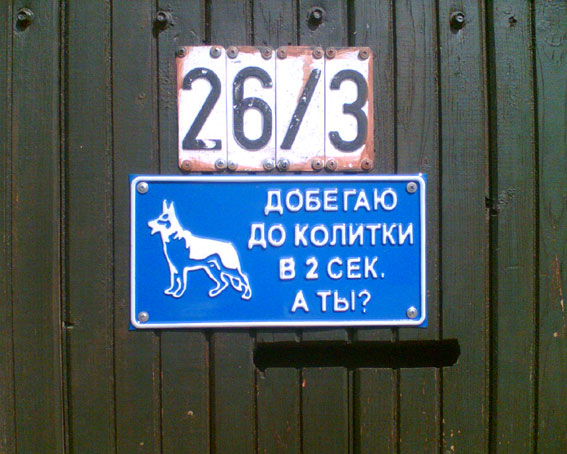 26/3
ДОБЕГАЮ
ДО КОЛИТКИ
В 2 СЕК.
А ТЫ?